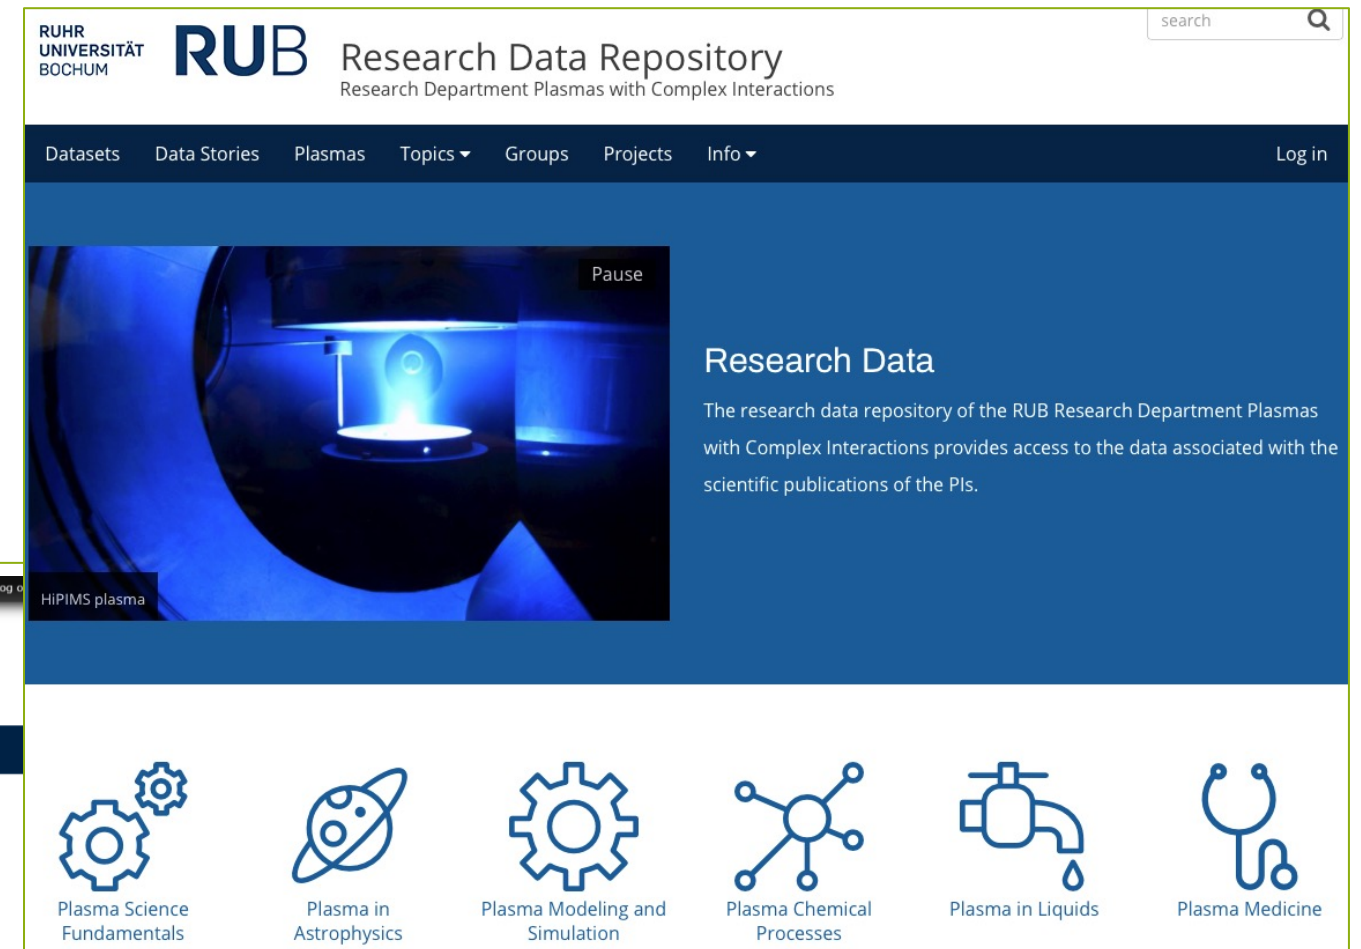 RUHR
UNIVERSITÄT
BOCHUM
RUB
Research Data Repository
Research Department Plasmas with Complex Interactions
search
Datasets Data Stories Plasmas Topics Groups Projects Info Log in
Pause
HiPIMS plasma
Research Data
The research data repository of the RUB Research Department Plasmas
with Complex Interactions provides access to the data associated with the
scientific publications of the PIs.
Plasma Science
Fundamentals
Plasma in
Astrophysics
Plasma Modeling and
Simulation
Plasma Chemical
Processes
Plasma in Liquids
Plasma Medicine